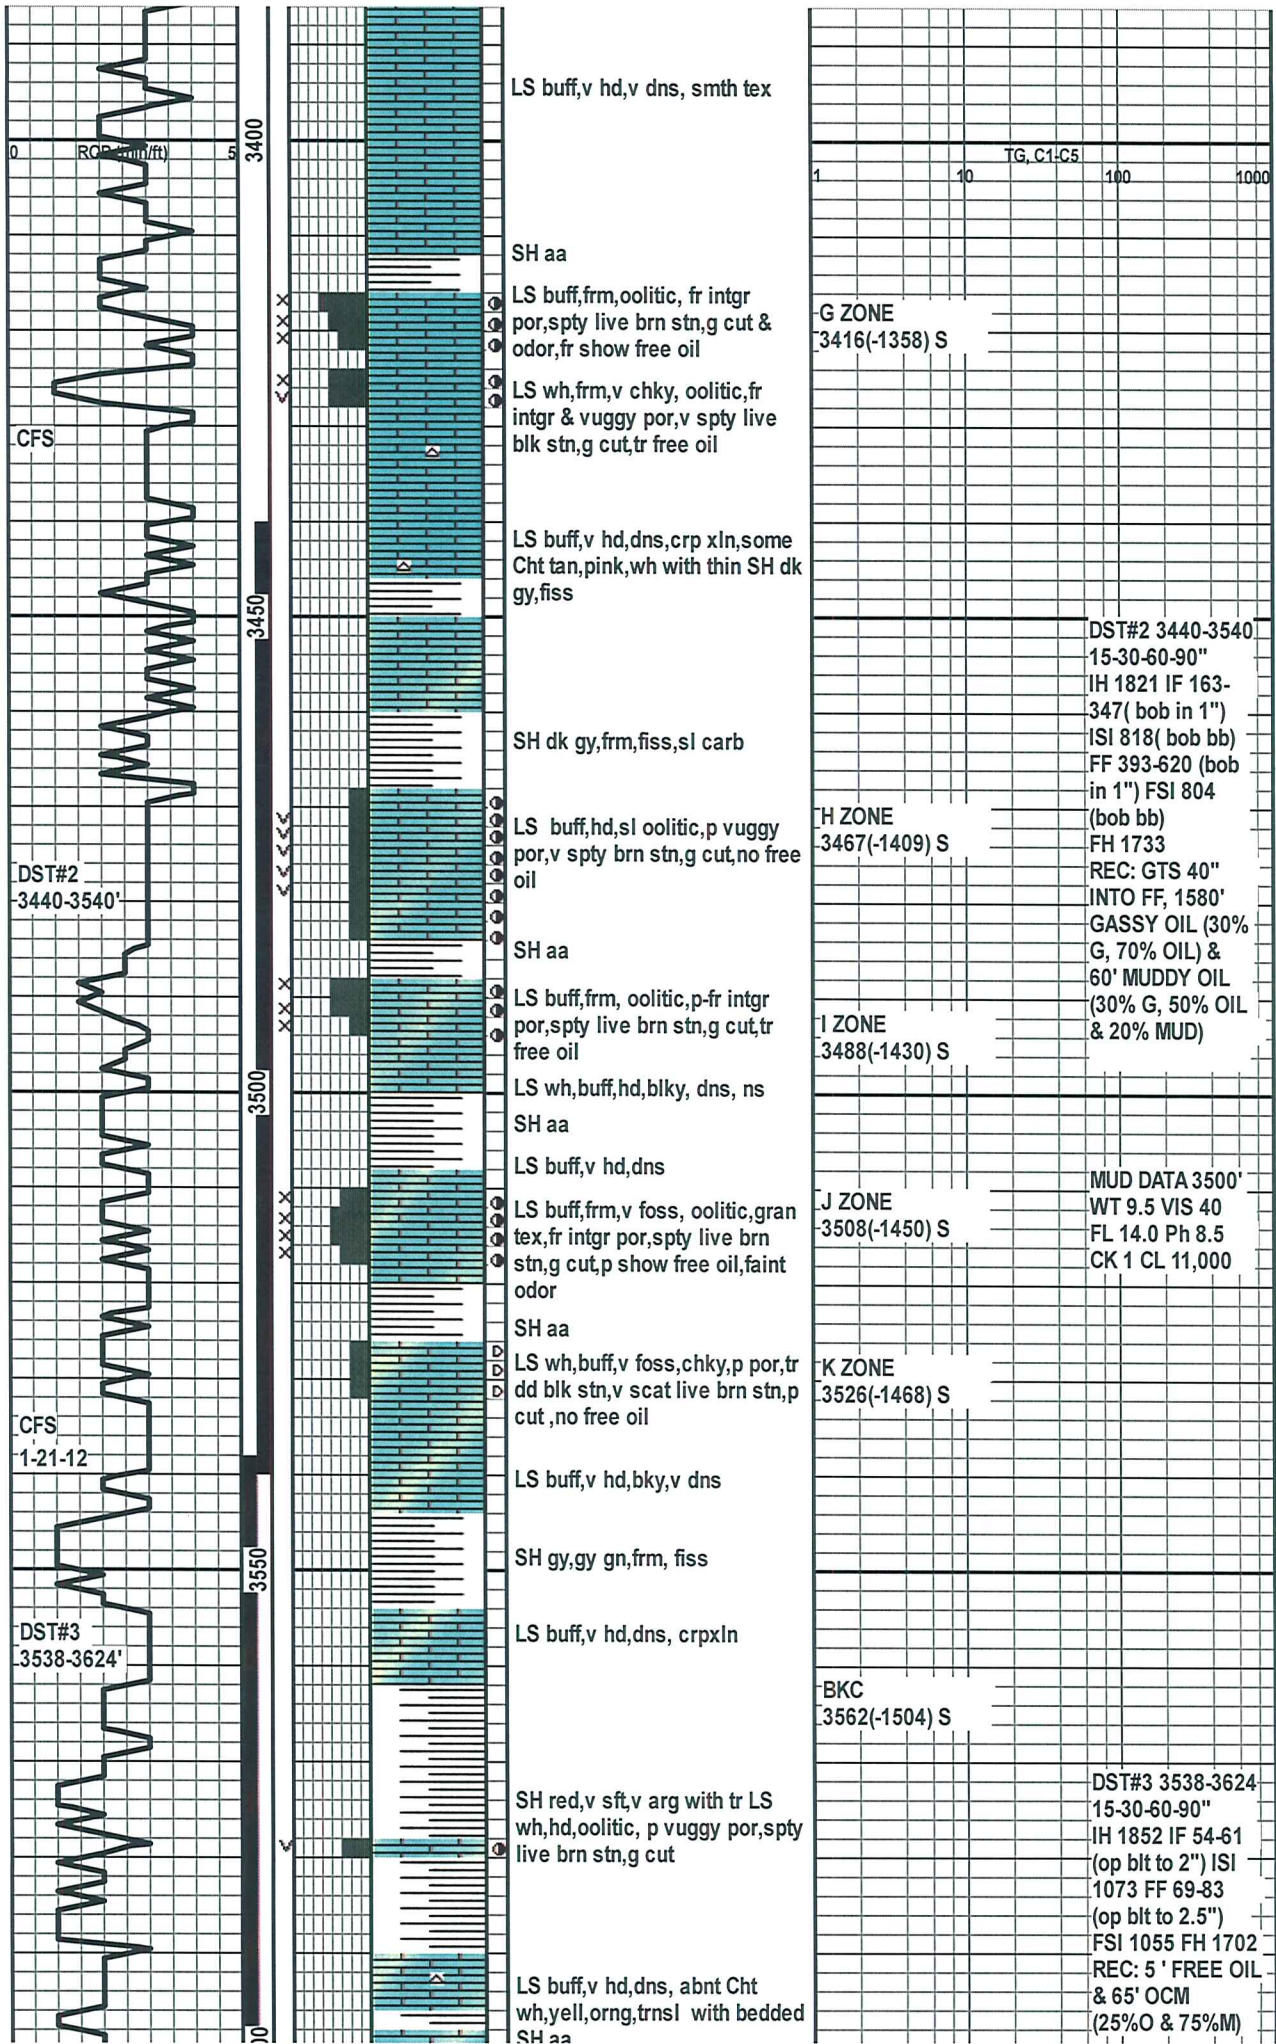 LS buff,v hd,v dns, smth tex
0 ROP (min/ft) 5
3400
TG, C1-C5
1 10 100 1000
SH aa
LS buff,frm,oolitic, fr intgr
por,spty live brn stn,g cut &
odor,fr show free oil
G ZONE
3416(-1358) S
LS wh,frm,v chky, oolitic,fr
intgr & vuggy por,v spty live
blk stn,g cut,tr free oil
CFS
LS buff,v hd,dns,crp xln,some
Cht tan,pink,wh with thin SH dk
gy,fiss
3450
DST#2 3440-3540
15-30-60-90"
IH 1821 IF 163-
347( bob in 1")
ISI 818( bob bb)
FF 393-620 (bob
in 1") FSI 804
(bob bb)
FH 1733
REC: GTS 40"
INTO FF, 1580'
GASSY OIL (30%
G, 70% OIL) &
60' MUDDY OIL
(30% G, 50% OIL
& 20% MUD)
SH dk gy,frm,fiss,sl carb
H ZONE
3467(-1409) S
LS buff,hd,sl oolitic,p vuggy
por,v spty brn stn,g cut,no free
oil
DST#2
3440-3540'
SH aa
LS buff,frm, oolitic,p-fr intgr
por,spty live brn stn,g cut,tr
free oil
I ZONE
3488(-1430) S
LS wh,buff,hd,blky, dns, ns
3500
SH aa
LS buff,v hd,dns
MUD DATA 3500'
WT 9.5 VIS 40
FL 14.0 Ph 8.5
CK 1 CL 11,000
J ZONE
3508(-1450) S
LS buff,frm,v foss, oolitic,gran
tex,fr intgr por,spty live brn
stn,g cut,p show free oil,faint
odor
SH aa
LS wh,buff,v foss,chky,p por,tr
dd blk stn,v scat live brn stn,p
cut ,no free oil
K ZONE
3526(-1468) S
CFS
1-21-12
LS buff,v hd,bky,v dns
SH gy,gy gn,frm, fiss
3550
DST#3
3538-3624'
LS buff,v hd,dns, crpxln
BKC
3562(-1504) S
SH red,v sft,v arg with tr LS
wh,hd,oolitic, p vuggy por,spty
live brn stn,g cut
DST#3 3538-3624
15-30-60-90"
IH 1852 IF 54-61
(op blt to 2") ISI
1073 FF 69-83
(op blt to 2.5")
FSI 1055 FH 1702
REC: 5 ' FREE OIL
& 65' OCM
(25%O & 75%M)
LS buff,v hd,dns, abnt Cht
wh,yell,orng,trnsl with bedded
SH aa